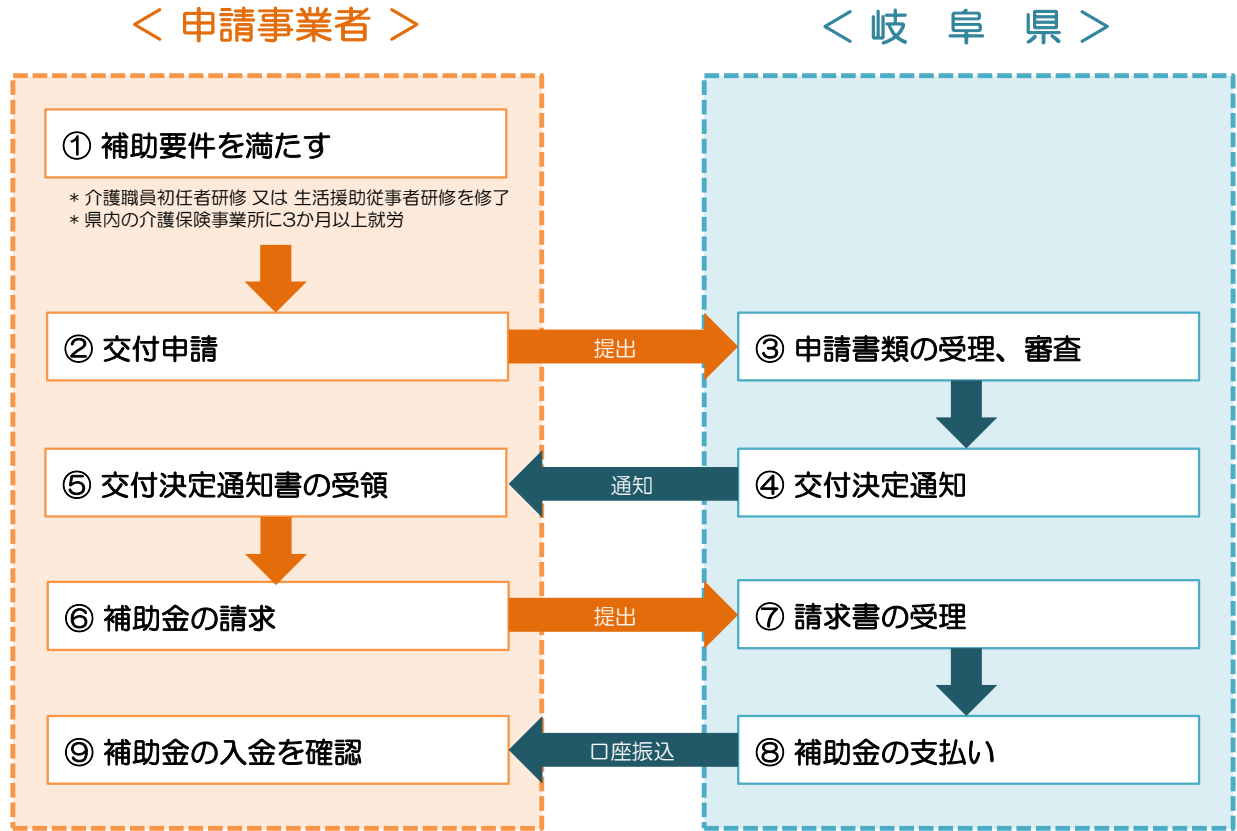 ＜ 申請事業者 ＞
＜ 岐 阜 県 ＞
① 補助要件を満たす
＊ 介護職員初任者研修 又は 生活援助従事者研修を修了
＊ 県内の介護保険事業所に3か月以上就労
② 交付申請
提出
③ 申請書類の受理、審査
⑤ 交付決定通知書の受領
通知
④ 交付決定通知
⑥ 補助金の請求
提出
⑦ 請求書の受理
⑨ 補助金の入金を確認
口座振込
⑧ 補助金の支払い